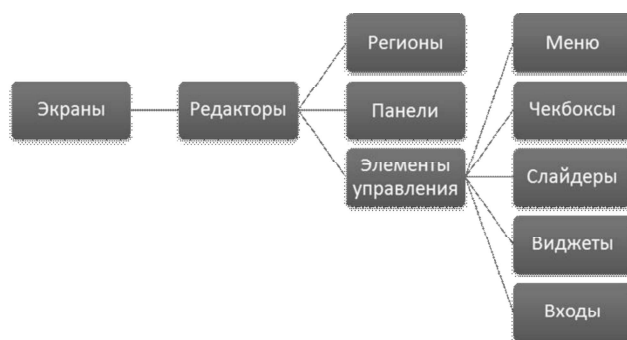 Экраны
Редакторы
Регионы
Панели
Элементы
управления
Меню
Чекбоксы
Слайдеры
Виджеты
Входы